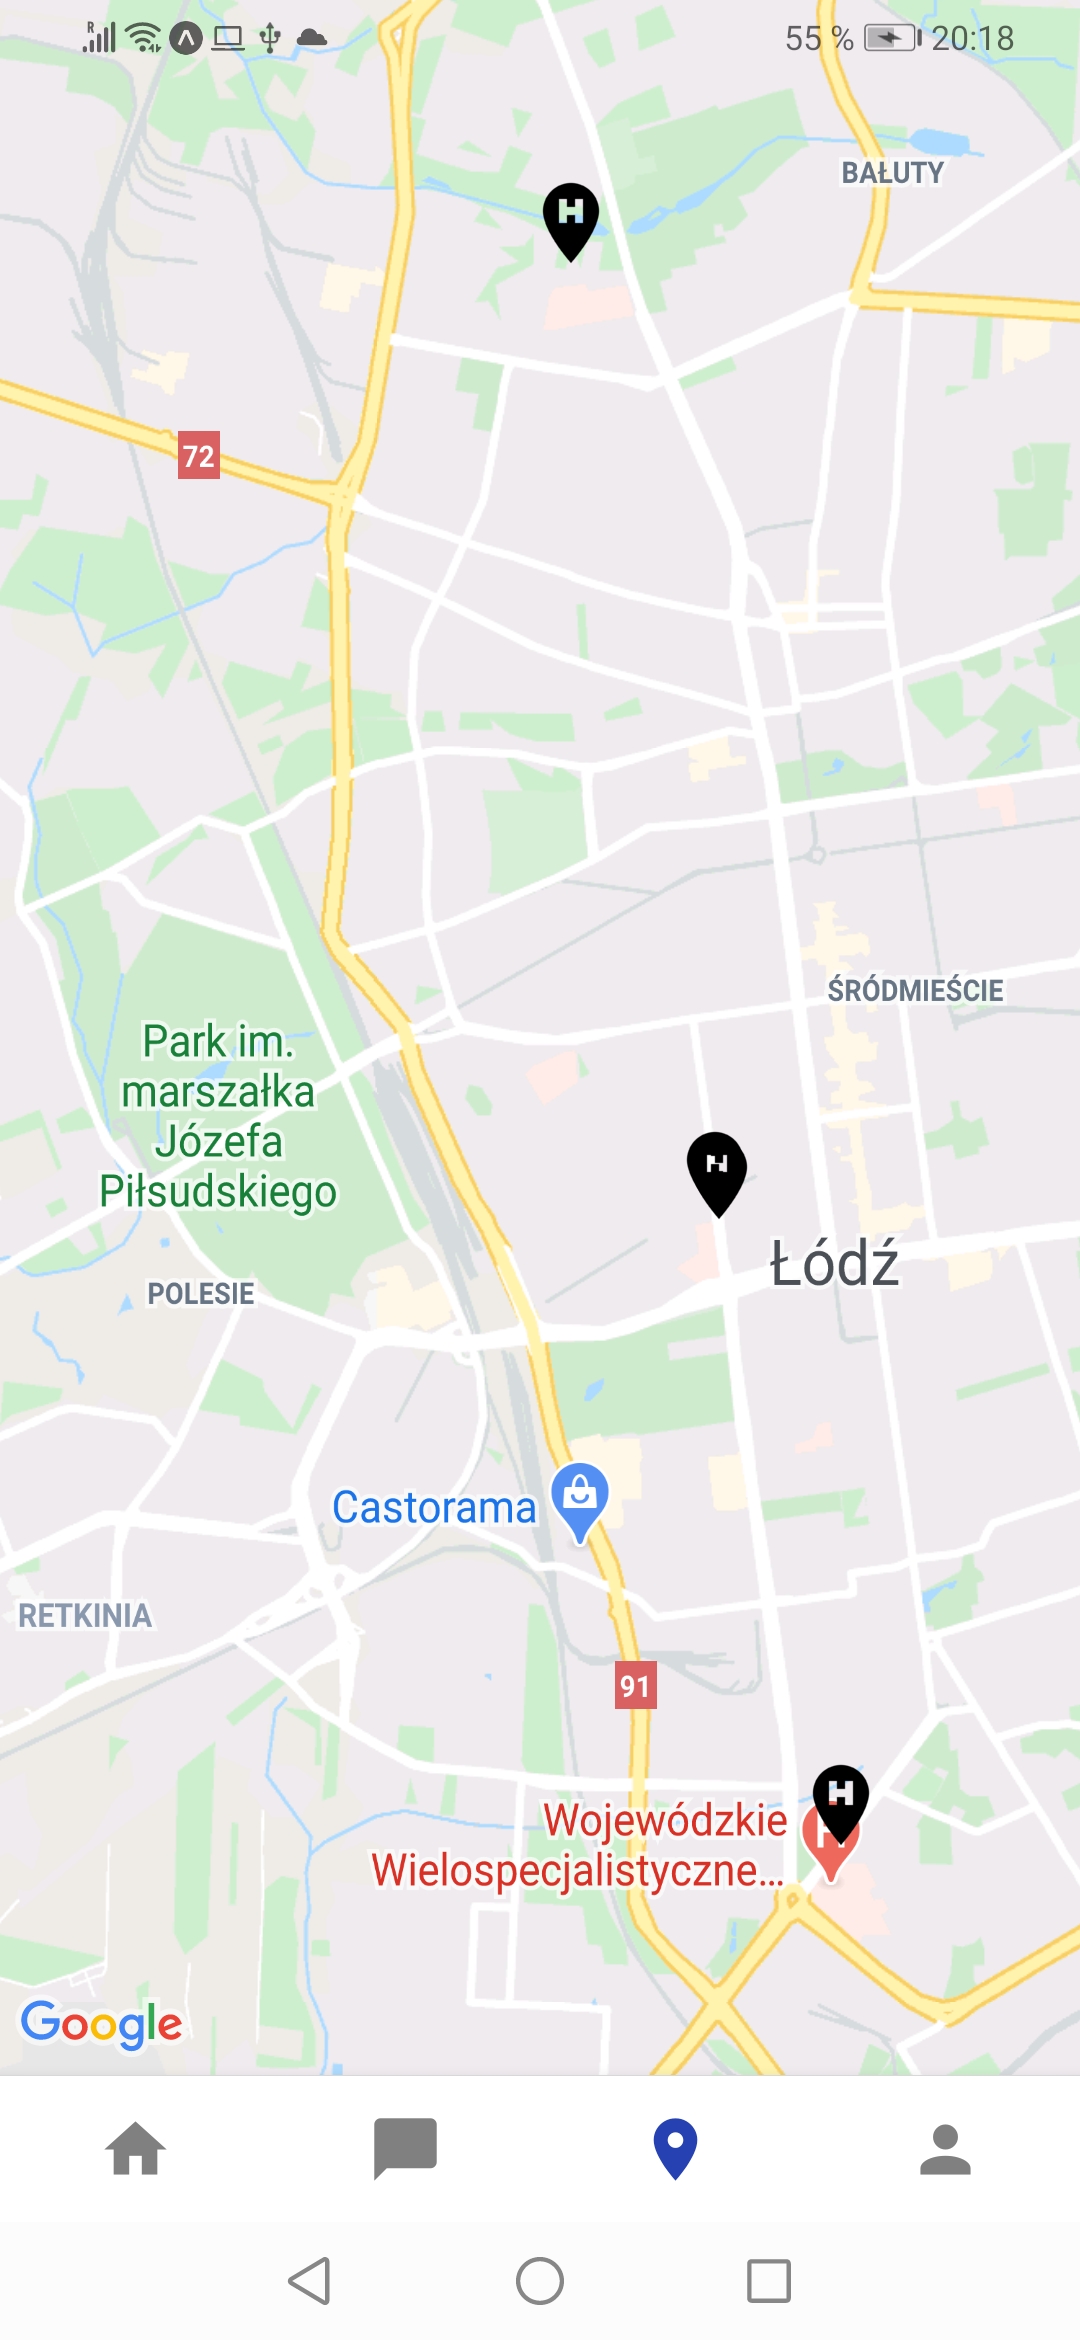 R
55 %
20:18
BAŁUTY
H
72
ŚRÓDMIEŚCIE
Park im.
marszałka
Józefa
Piłsudskiego
H
Łódź
POLESIE
Castorama
RETKINIA
91
H
Wojewódzkie
Wielospecjalistyczne...
Google